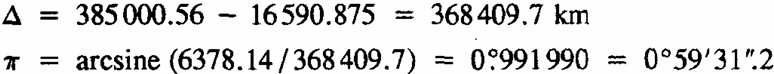 Δ = 385000.56 − 16590.875 = 368409.7 km
π = arcsine (6378.14/368409.7) = 0°.991990 = 0°59′31″.2